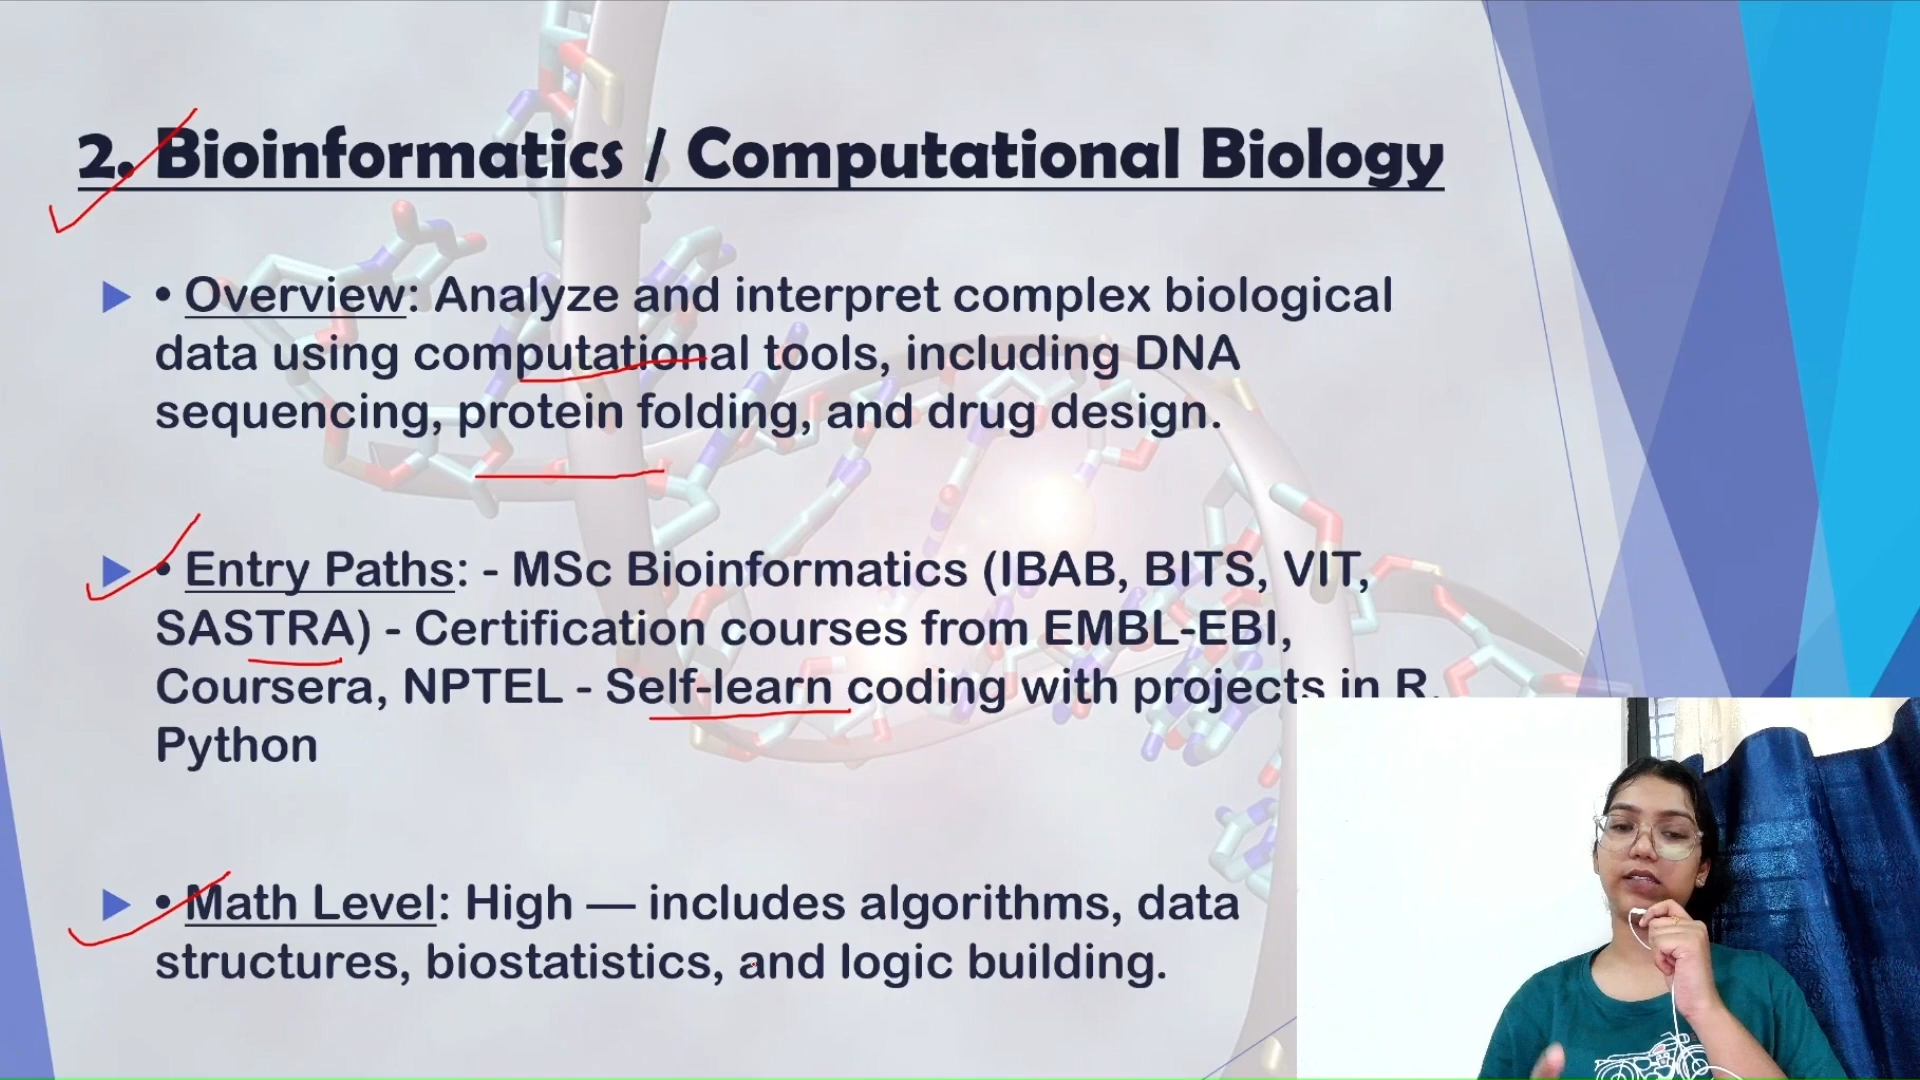 2. Bioinformatics / Computational Biology
• Overview: Analyze and interpret complex biological
data using computational tools, including DNA
sequencing, protein folding, and drug design.
• Entry Paths: - MSc Bioinformatics (IBAB, BITS, VIT,
SASTRA) - Certification courses from EMBL-EBI,
Coursera, NPTEL - Self-learn coding with projects in R,
Python
• Math Level: High — includes algorithms, data
structures, biostatistics, and logic building.